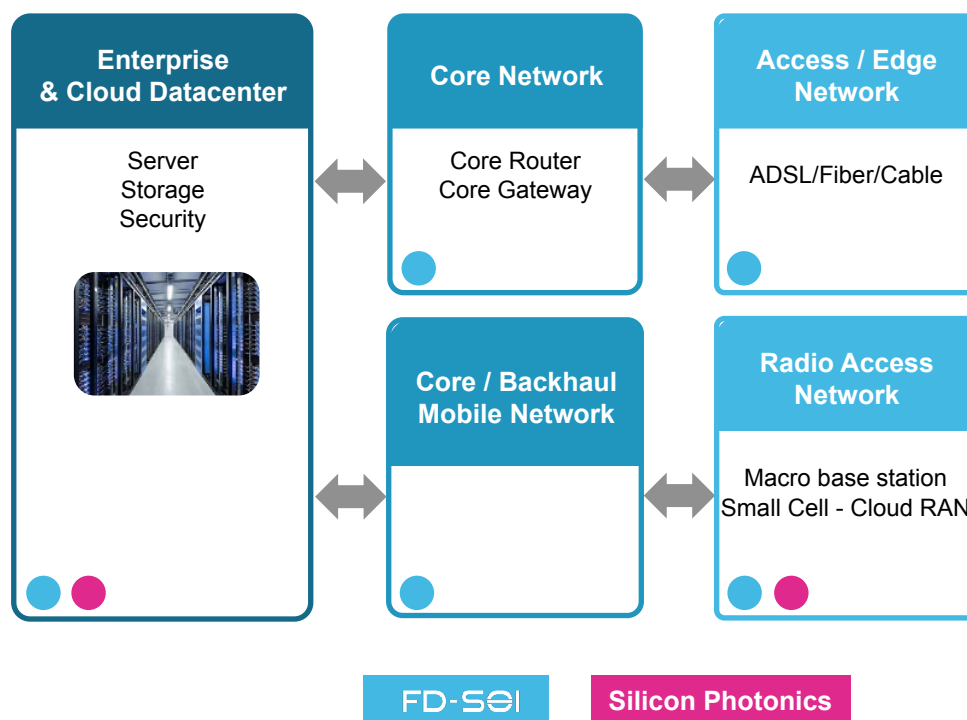 Enterprise
& Cloud Datacenter
Server
Storage
Security
Core Network
Core Router
Core Gateway
Access / Edge
Network
ADSL/Fiber/Cable
Core / Backhaul
Mobile Network
Radio Access
Network
Macro base station
Small Cell - Cloud RAN
FD-SOI
Silicon Photonics